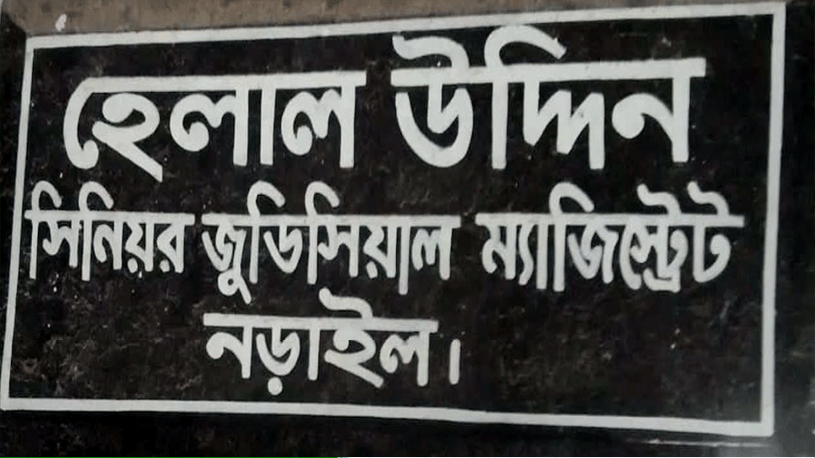 হেলাল উদ্দিন
সিনিয়র জুডিসিয়াল ম্যাজিস্ট্রেট
নড়াইল।